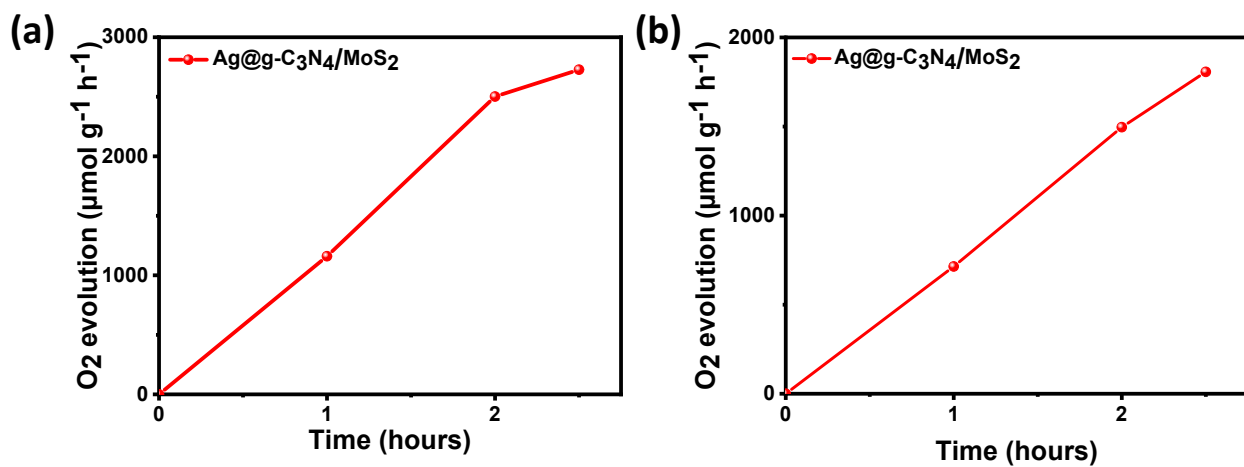 (a)
3000
2000
1000
0
0
1
2
O2 evolution (µmol g⁻¹ h⁻¹)
Time (hours)
Ag@g-C₃N₄/MoS₂
(b)
2000
1000
0
0
1
2
O2 evolution (µmol g⁻¹ h⁻¹)
Time (hours)
Ag@g-C₃N₄/MoS₂